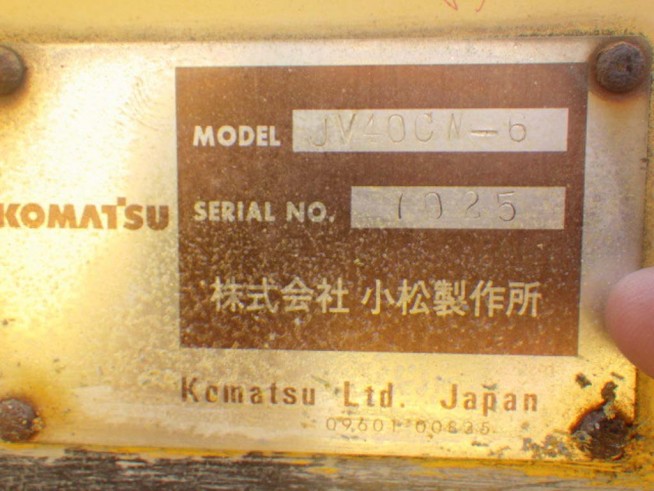 MODEL JV40CW-6
KOMATSU
SERIAL NO. 1025
株式会社 小松製作所
Komatsu Ltd. Japan